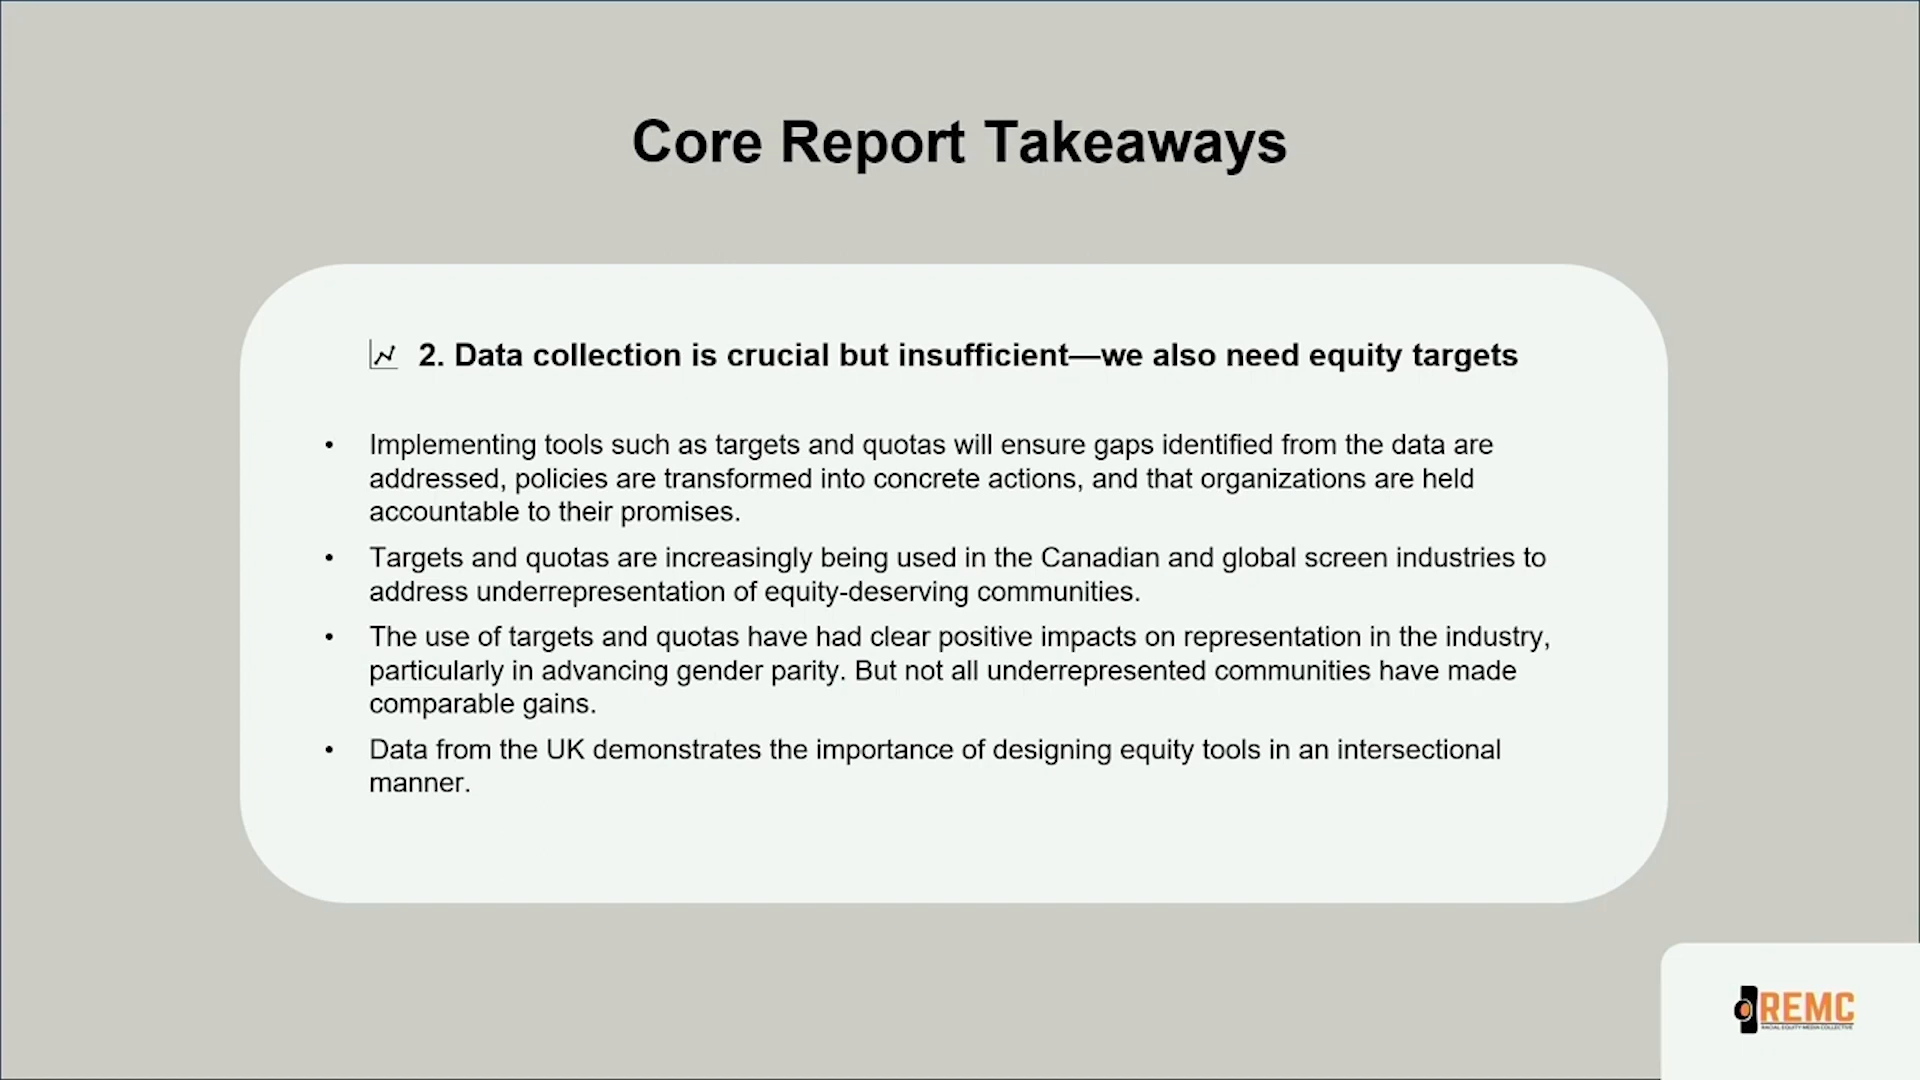 Core Report Takeaways
2. Data collection is crucial but insufficient—we also need equity targets
• Implementing tools such as targets and quotas will ensure gaps identified from the data are
addressed, policies are transformed into concrete actions, and that organizations are held
accountable to their promises.
• Targets and quotas are increasingly being used in the Canadian and global screen industries to
address underrepresentation of equity-deserving communities.
• The use of targets and quotas have had clear positive impacts on representation in the industry,
particularly in advancing gender parity. But not all underrepresented communities have made
comparable gains.
• Data from the UK demonstrates the importance of designing equity tools in an intersectional
manner.
REMC
RACIAL EQUITY MEDIA COLLECTIVE